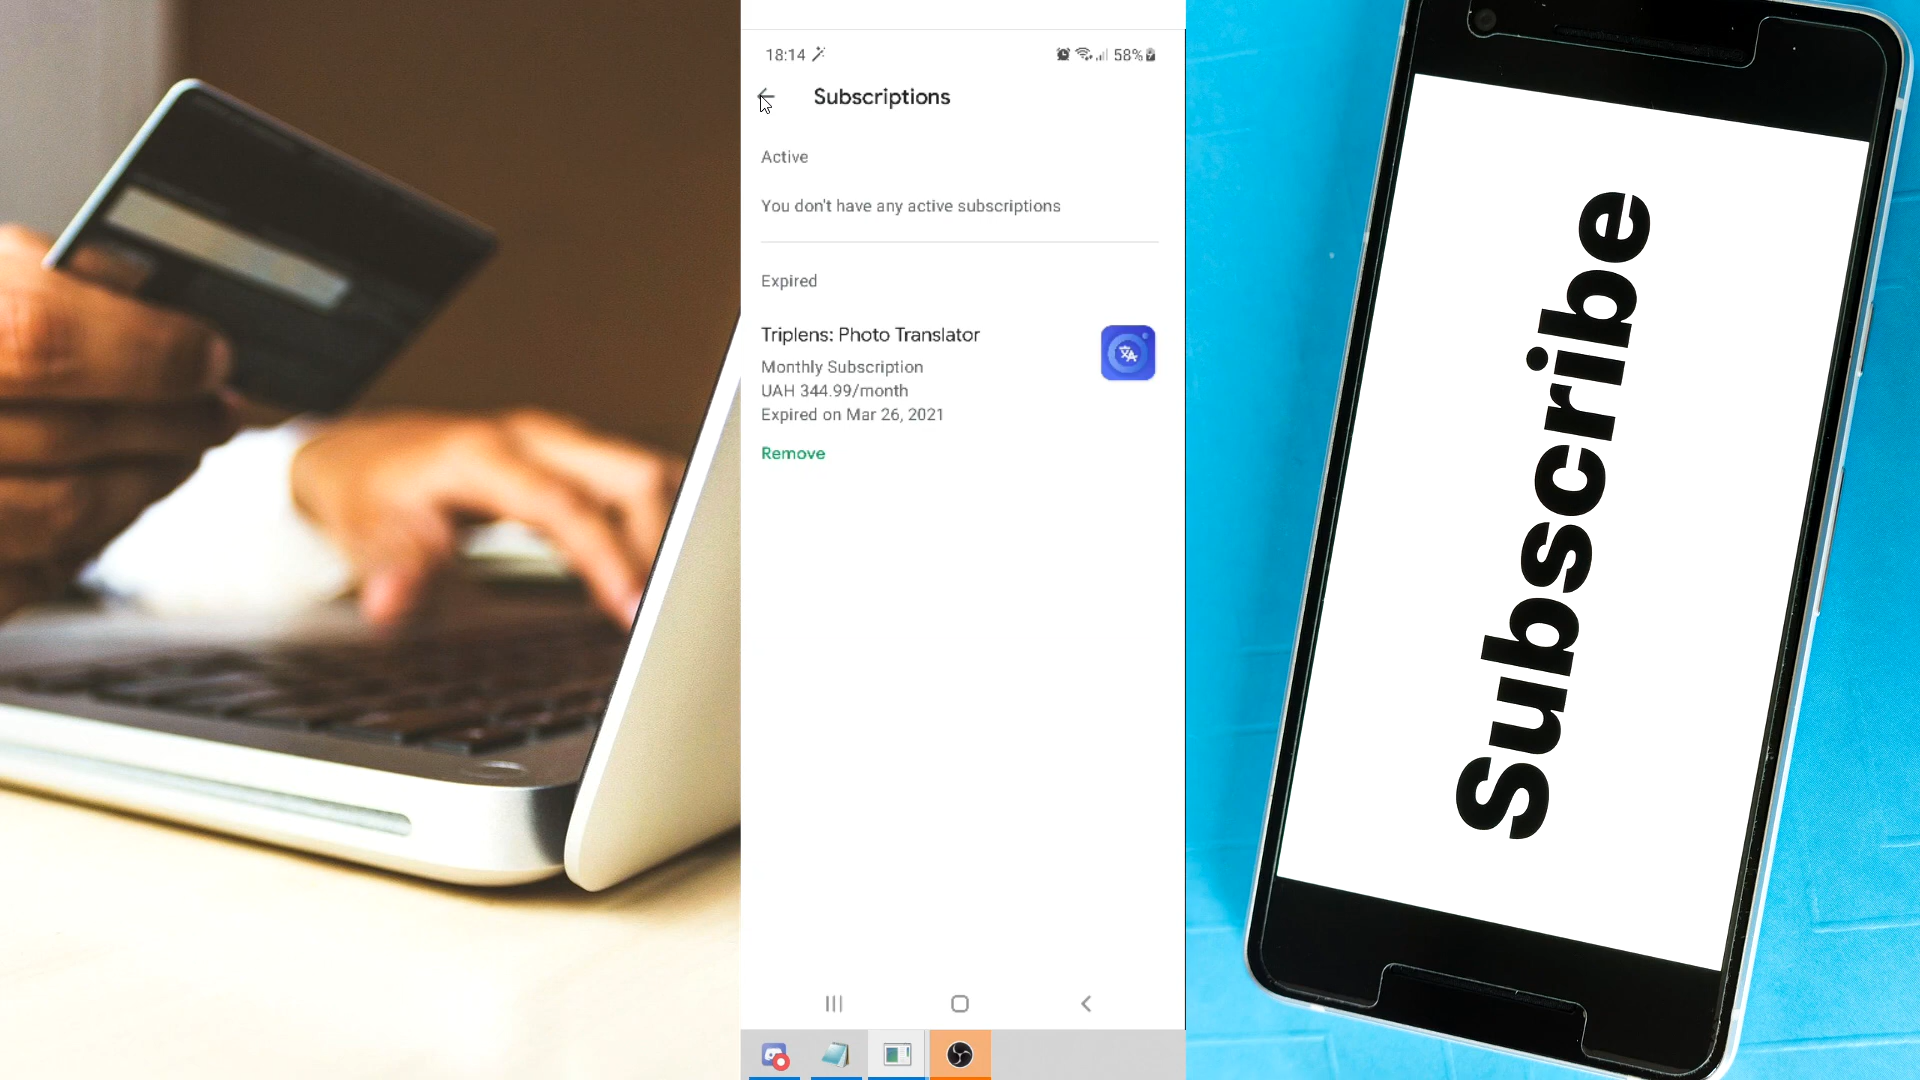 18:14
58%
Subscriptions
Active
You don't have any active subscriptions
Expired
Triplens: Photo Translator
Monthly Subscription
UAH 344.99/month
Expired on Mar 26, 2021
Remove
Subscribe